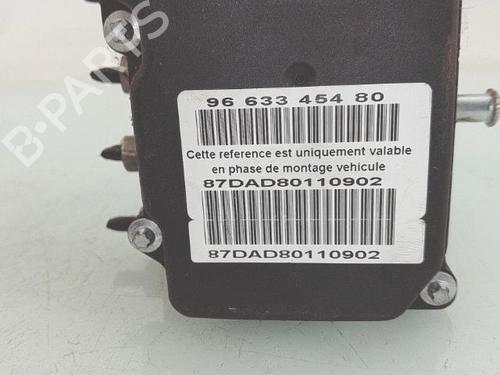 B-PARTS
96 633 454 80
Cette reference est uniquement valable
en phase de montage vehicule
87DAD80110902
87DAD80110902